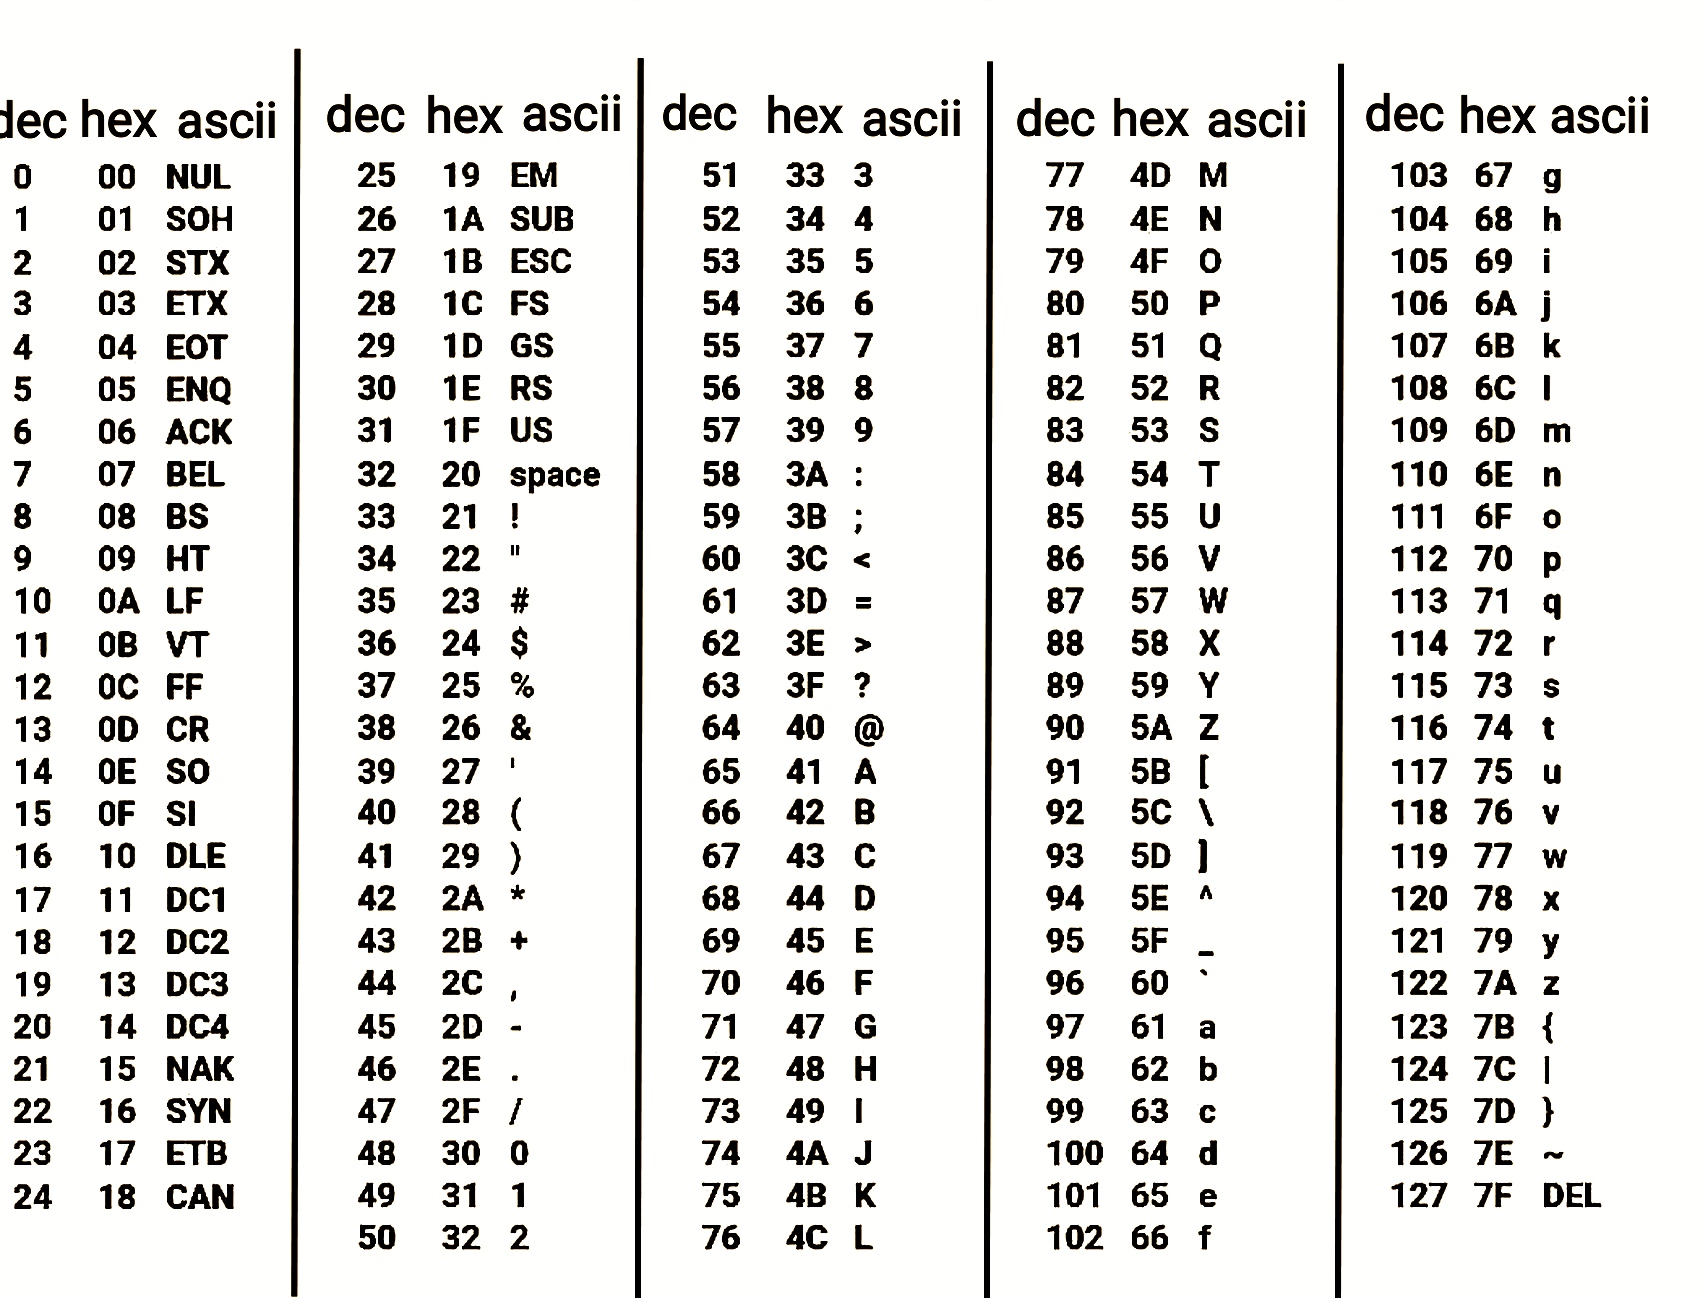 dec hex ascii
0 00 NUL
1 01 SOH
2 02 STX
3 03 ETX
4 04 EOT
5 05 ENQ
6 06 ACK
7 07 BEL
8 08 BS
9 09 HT
10 0A LF
11 0B VT
12 0C FF
13 0D CR
14 0E SO
15 0F SI
16 10 DLE
17 11 DC1
18 12 DC2
19 13 DC3
20 14 DC4
21 15 NAK
22 16 SYN
23 17 ETB
24 18 CAN
dec hex ascii
25 19 EM
26 1A SUB
27 1B ESC
28 1C FS
29 1D GS
30 1E RS
31 1F US
32 20 space
33 21 !
34 22 "
35 23 #
36 24 $
37 25 %
38 26 &
39 27 '
40 28 (
41 29 )
42 2A *
43 2B +
44 2C ,
45 2D -
46 2E .
47 2F /
48 30 0
49 31 1
50 32 2
dec hex ascii
51 33 3
52 34 4
53 35 5
54 36 6
55 37 7
56 38 8
57 39 9
58 3A :
59 3B ;
60 3C <
61 3D =
62 3E >
63 3F ?
64 40 @
65 41 A
66 42 B
67 43 C
68 44 D
69 45 E
70 46 F
71 47 G
72 48 H
73 49 I
74 4A J
75 4B K
76 4C L
dec hex ascii
77 4D M
78 4E N
79 4F O
80 50 P
81 51 Q
82 52 R
83 53 S
84 54 T
85 55 U
86 56 V
87 57 W
88 58 X
89 59 Y
90 5A Z
91 5B [
92 5C \
93 5D ]
94 5E ^
95 5F _
96 60 `
97 61 a
98 62 b
99 63 c
100 64 d
101 65 e
102 66 f
dec hex ascii
103 67 g
104 68 h
105 69 i
106 6A j
107 6B k
108 6C l
109 6D m
110 6E n
111 6F o
112 70 p
113 71 q
114 72 r
115 73 s
116 74 t
117 75 u
118 76 v
119 77 w
120 78 x
121 79 y
122 7A z
123 7B {
124 7C |
125 7D }
126 7E ~
127 7F DEL